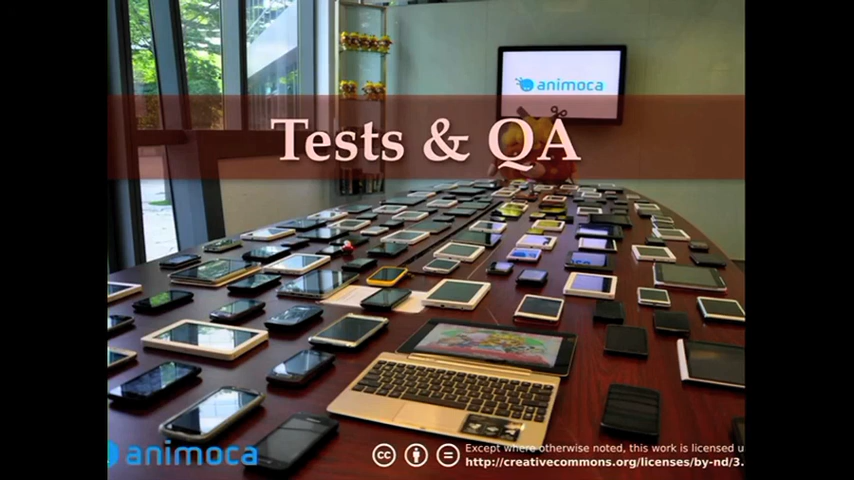 animoca
Tests & QA
animoca
Except where otherwise noted, this work is licensed u
http://creativecommons.org/licenses/by-nd/3.